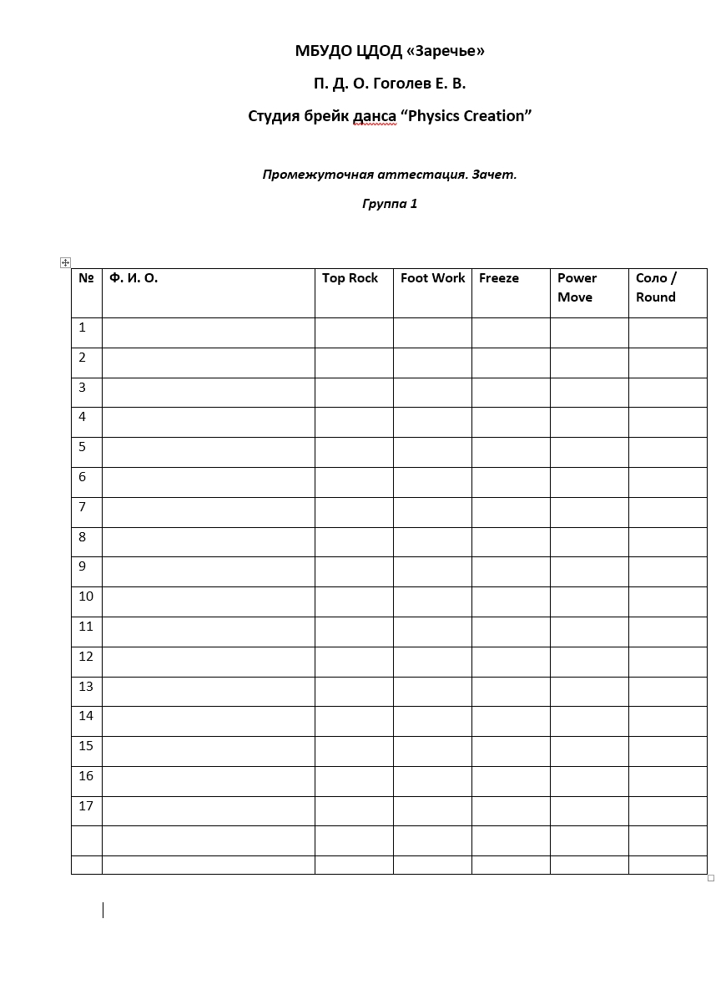 МБУДО ЦДОД «Заречье»
П. Д. О. Гоголев Е. В.
Студия брейк данса “Physics Creation”
Промежуточная аттестация. Зачет.
Группа 1
№ Ф. И. О. Top Rock Foot Work Freeze Power Move Соло / Round
1
2
3
4
5
6
7
8
9
10
11
12
13
14
15
16
17